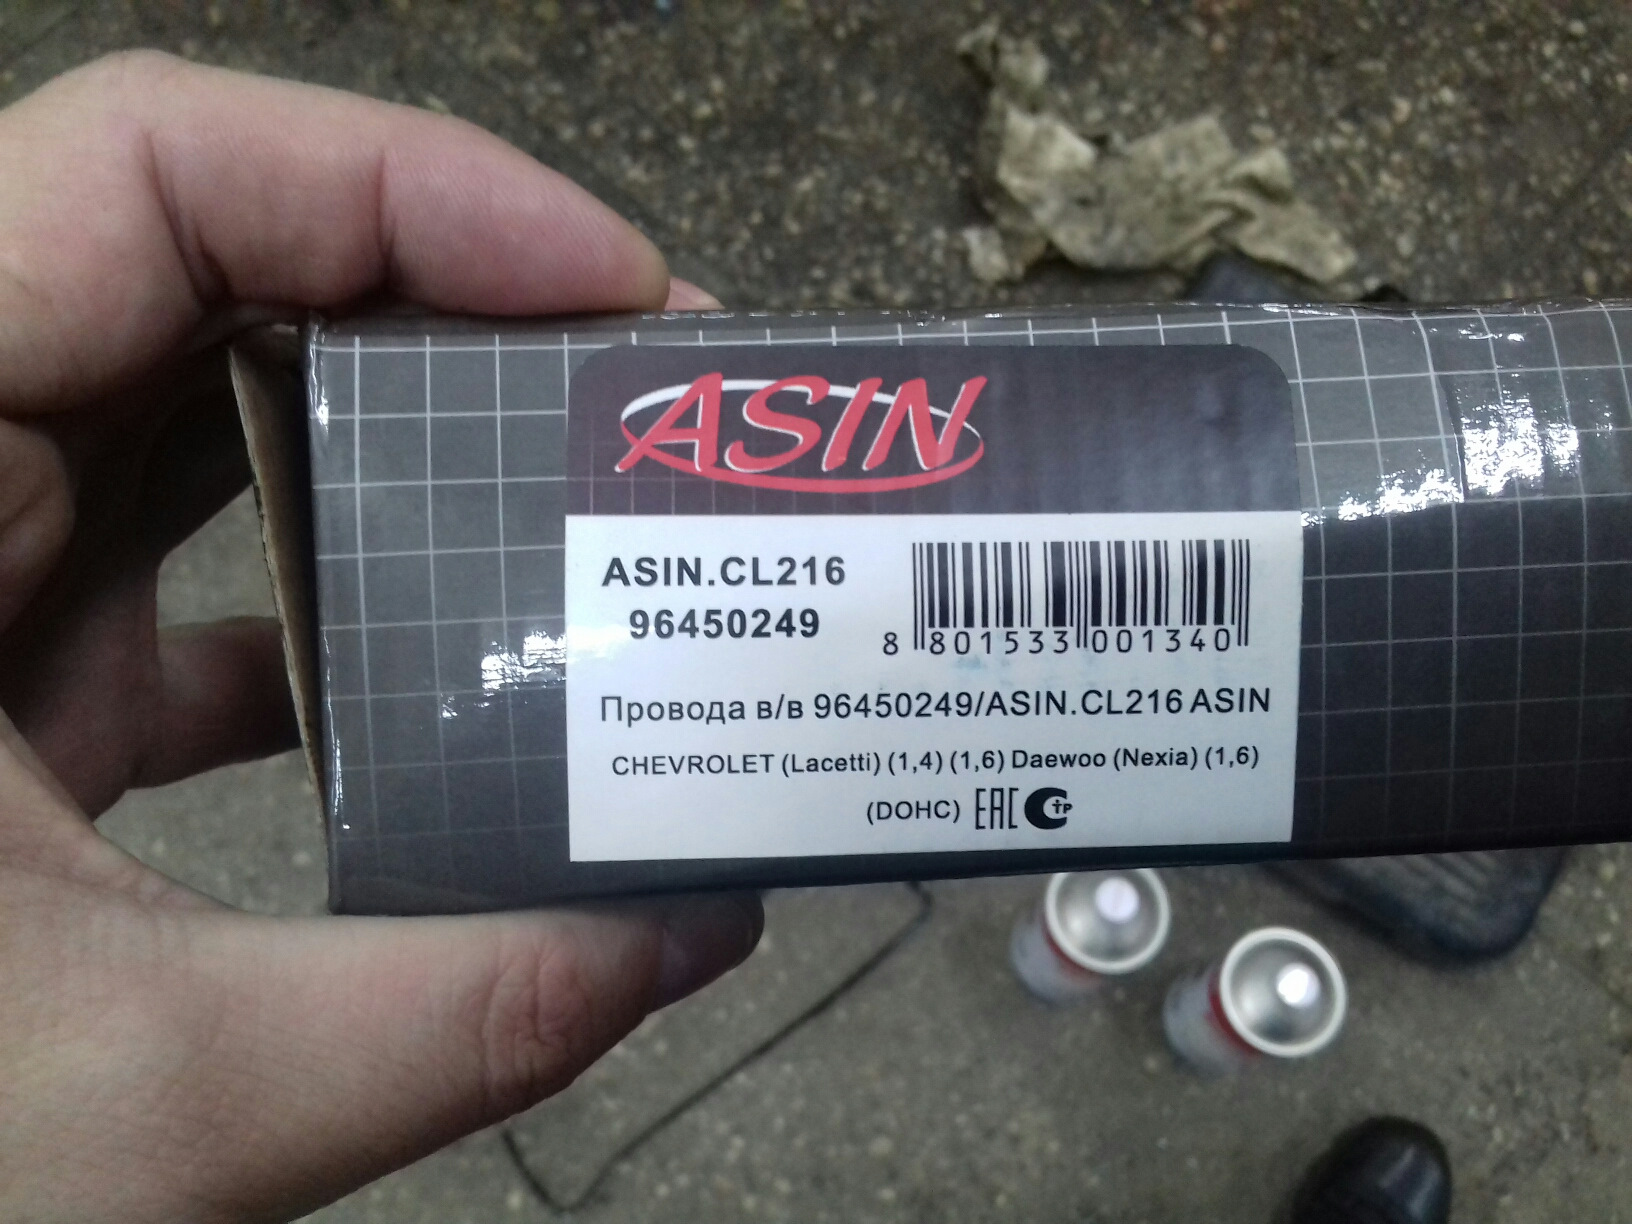 ASIN
ASIN.CL216
96450249
8 801533 001340
Провода в/в 96450249/ASIN.CL216 ASIN
CHEVROLET (Lacetti) (1,4) (1,6) Daewoo (Nexia) (1,6)
(DOHC) EAC СТР